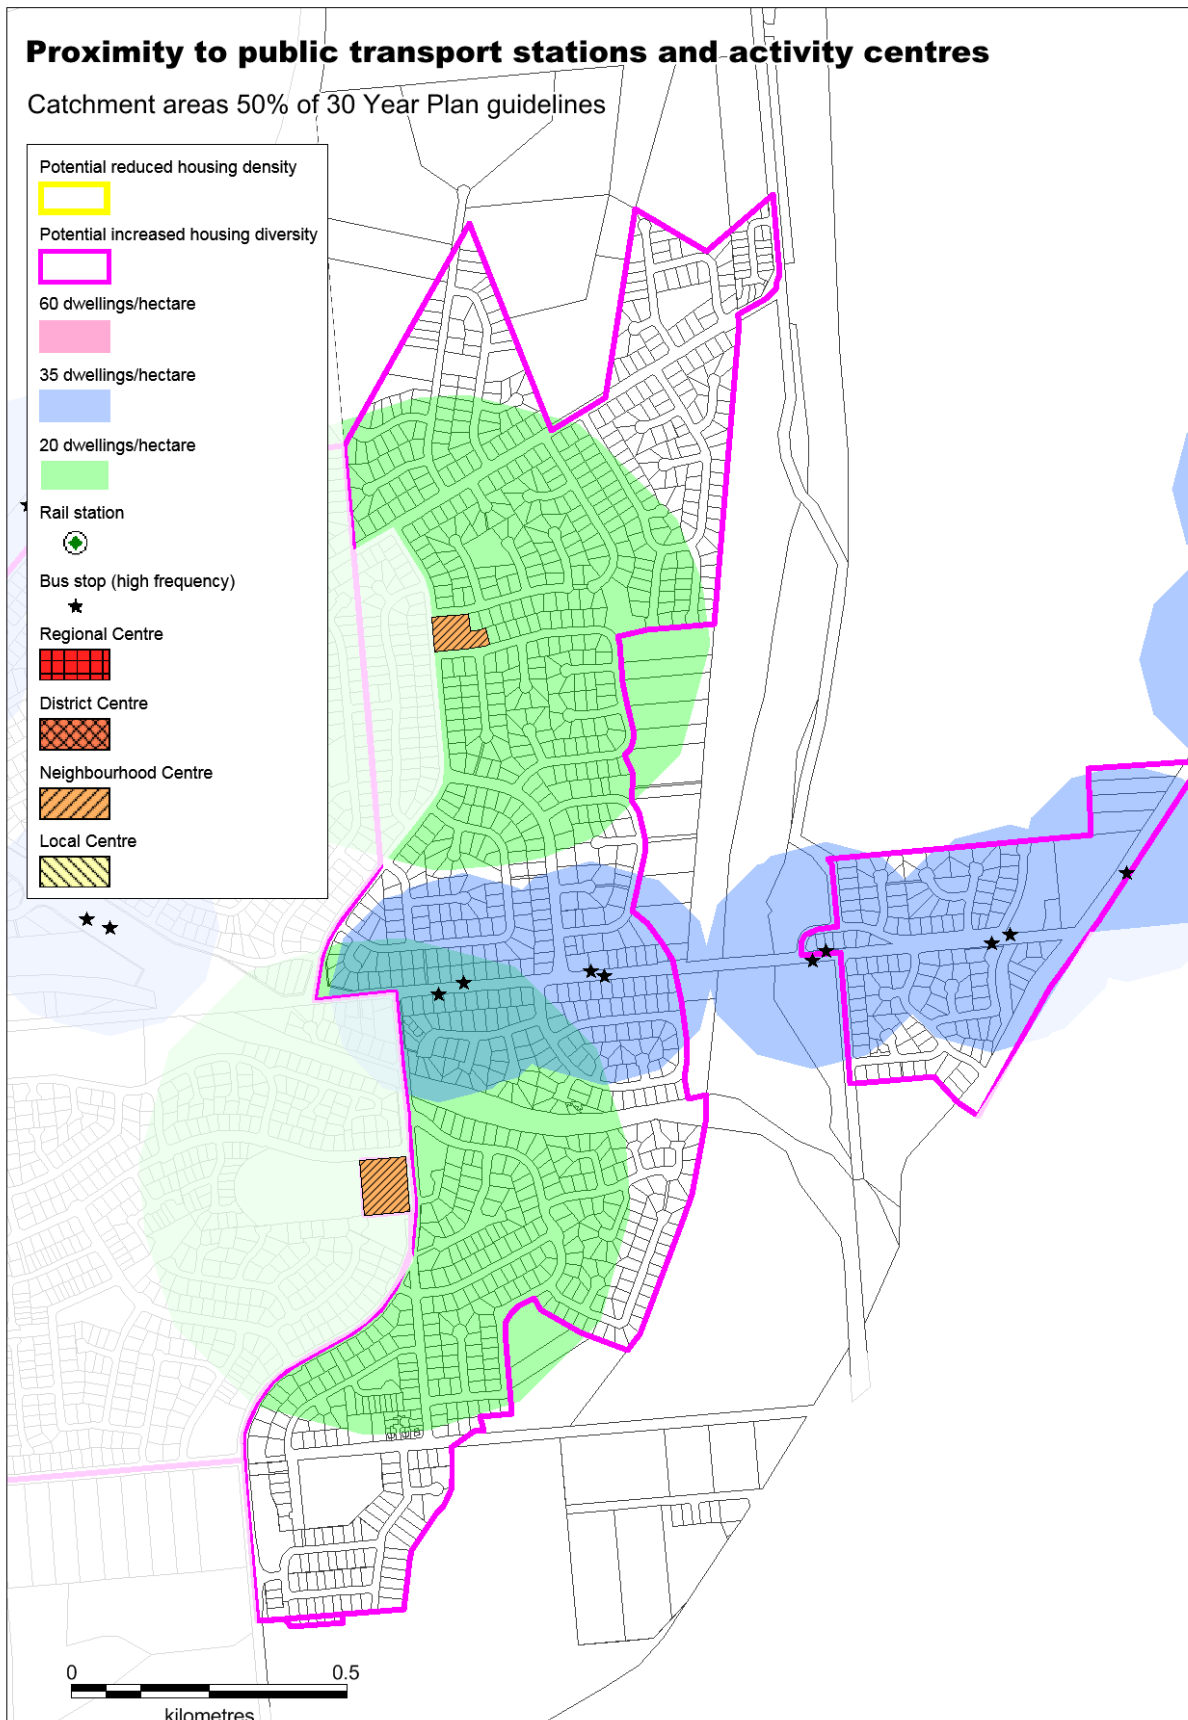 Proximity to public transport stations and activity centres
Catchment areas 50% of 30 Year Plan guidelines
Potential reduced housing density
Potential increased housing diversity
60 dwellings/hectare
35 dwellings/hectare
20 dwellings/hectare
Rail station
Bus stop (high frequency)
Regional Centre
District Centre
Neighbourhood Centre
Local Centre
0 0.5
kilometres